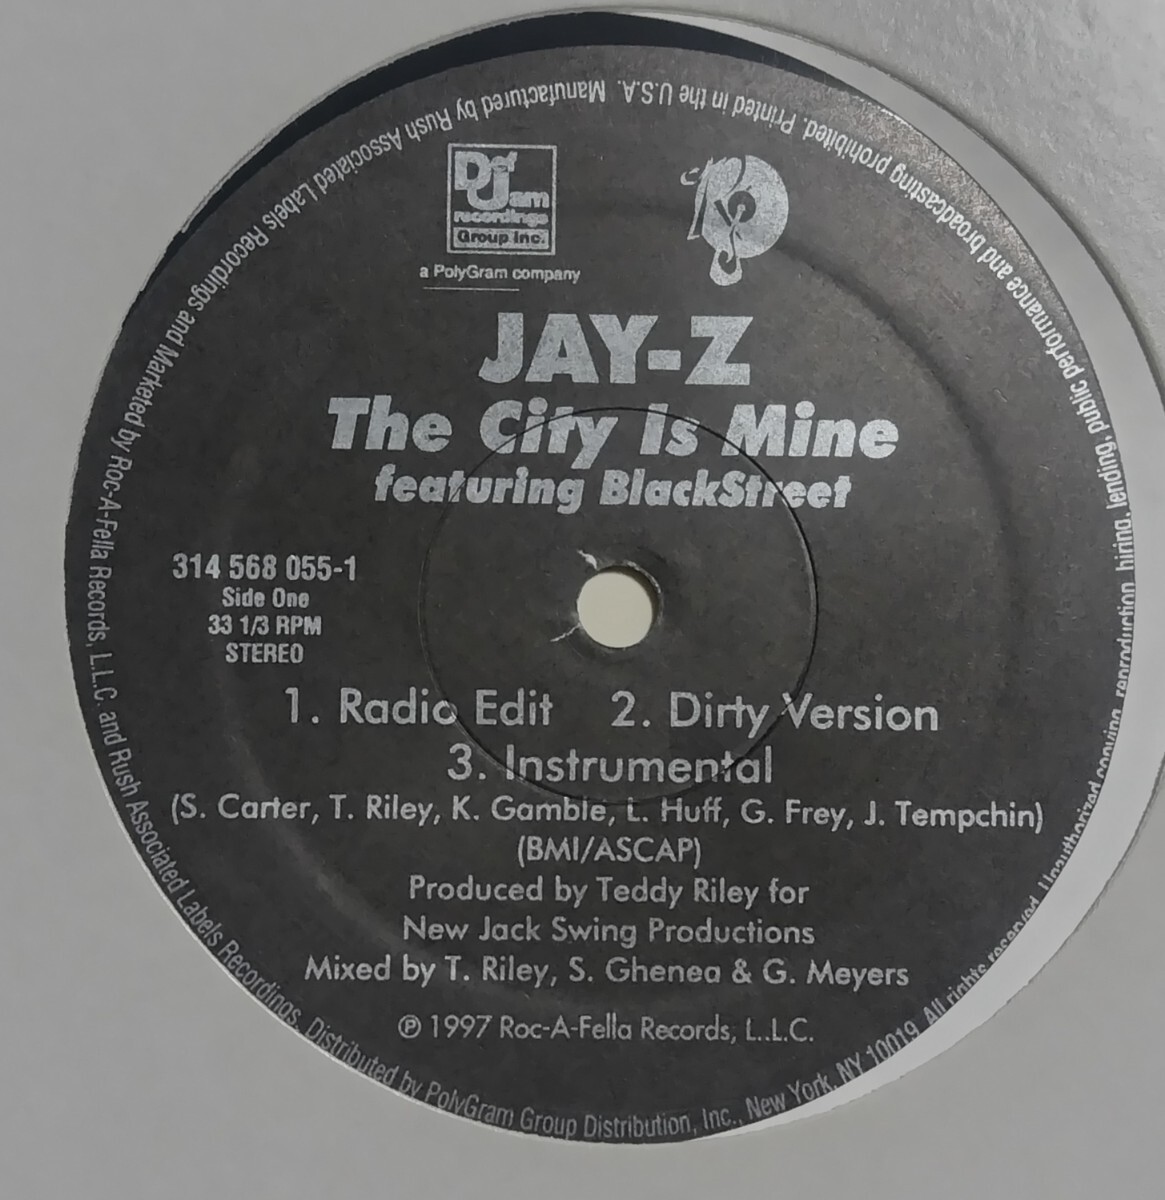 Def Jam
recordings
Group Inc.
a PolyGram company
JAY-Z
The City Is Mine
featuring BlackStreet
314 568 055-1
Side One
33 1/3 RPM
STEREO
1. Radio Edit 2. Dirty Version
3. Instrumental
(S. Carter, T. Riley, K. Gamble, L. Huff, G. Frey, J. Tempchin)
(BMI/ASCAP)
Produced by Teddy Riley for
New Jack Swing Productions
Mixed by T. Riley, S. Ghenea & G. Meyers
℗ 1997 Roc-A-Fella Records, L..L.C.
Manufactured by Rush Associated Labels Recordings and Marketed by Roc-A-Fella Records, L.L.C. and Rush Associated Labels Recordings. Distributed by PolyGram Group Distribution, Inc., New York, NY 10019. All rights reserved. Unauthorized copying, reproduction, hiring, lending, public performance and broadcasting prohibited. Printed in the U.S.A.